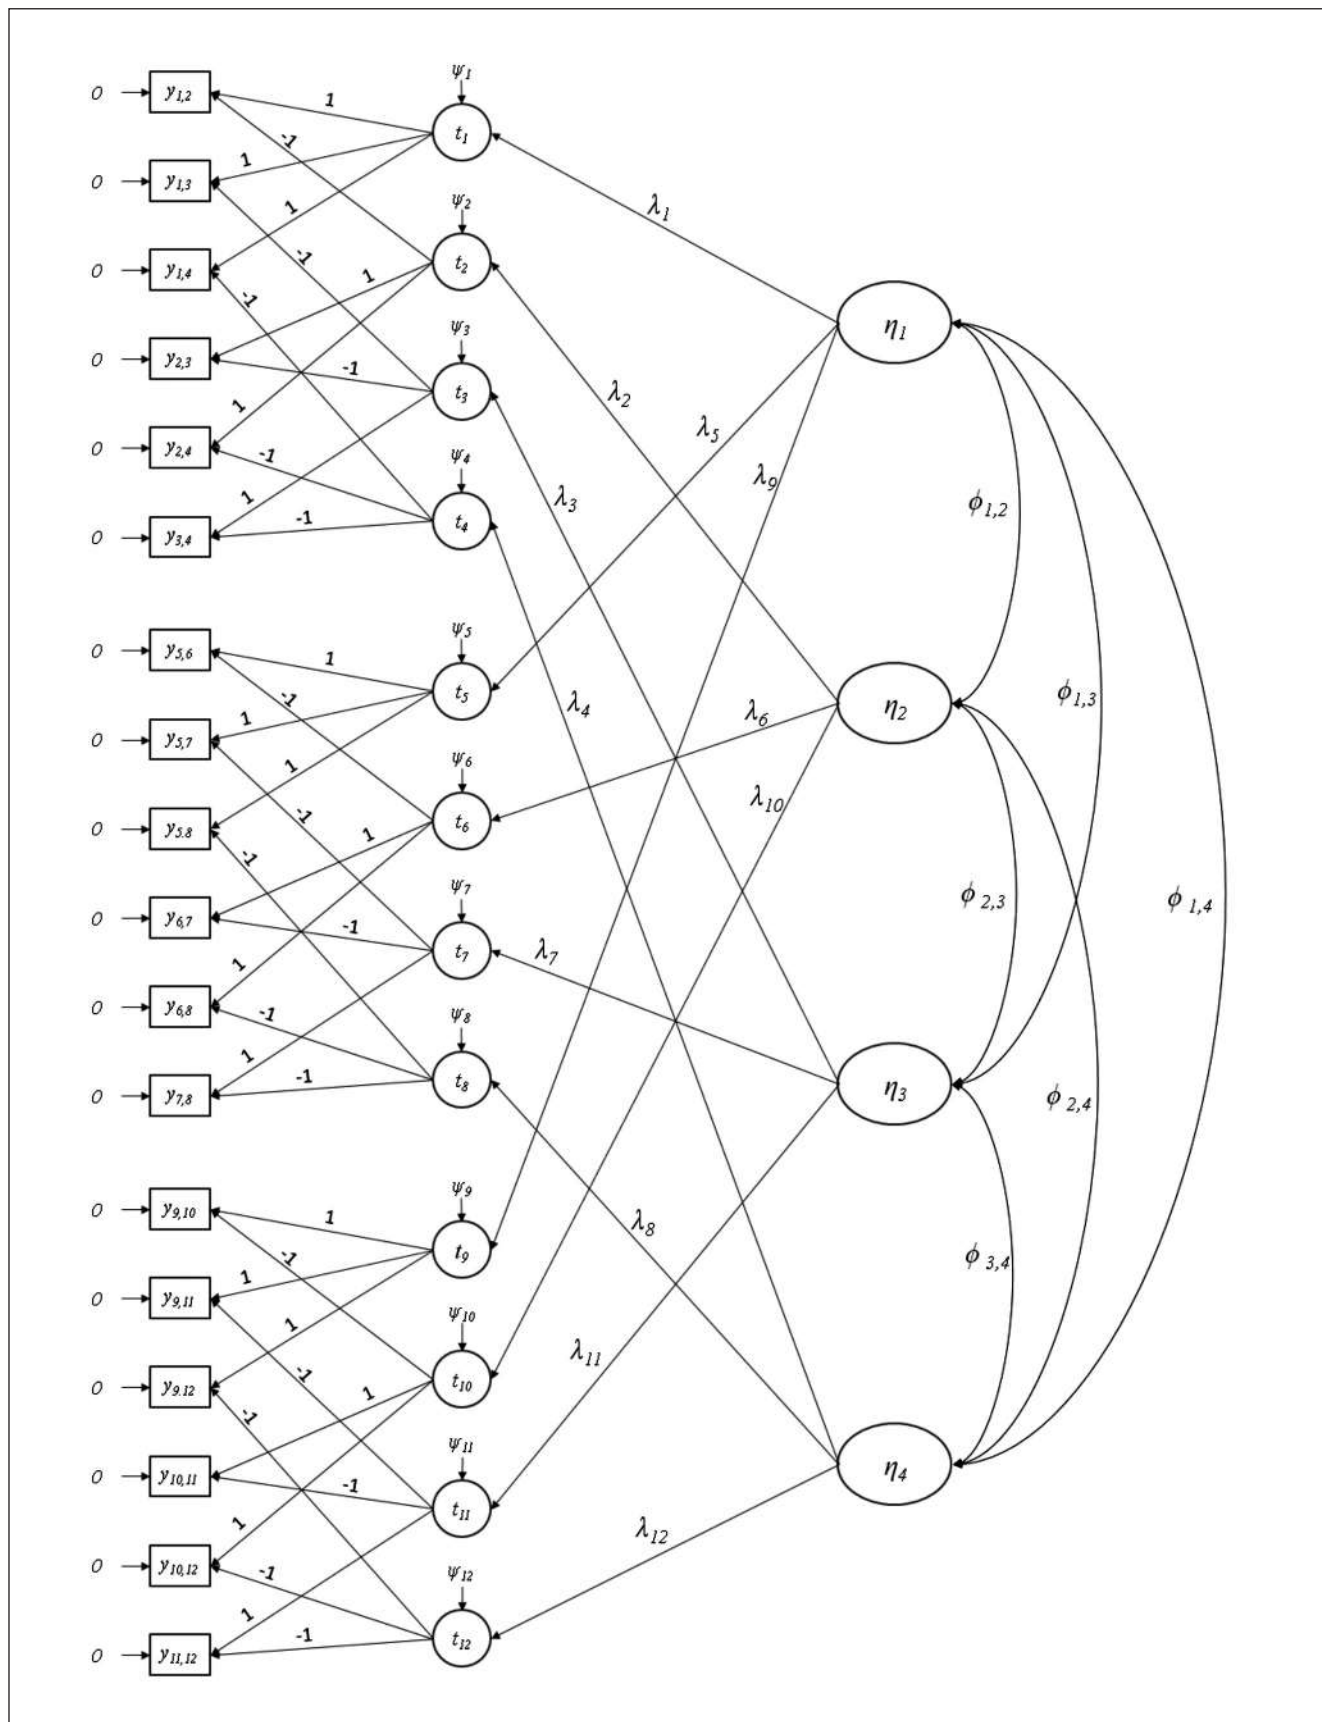 ψ1
0 y1,2 1 t1
-1
0 y1,3 1
λ1
1 ψ2
0 y1,4 -1 1 t2
-1 η1
ψ3
0 y2,3 -1 t3
λ2
1 λ5
0 y2,4 -1 ψ4
λ9
1 λ3 ϕ1,2
0 y3,4 -1 t4
ψ5
0 y5,6 1 t5
-1 λ4 ϕ1,3
0 y5,7 1 λ6 η2
1 ψ6
λ10
0 y5.8 -1 1 t6
-1
ψ7
0 y6,7 -1 ϕ2,3 ϕ1,4
λ7 t7
1
0 y6,8 -1 ψ8
1
0 y7,8 -1 t8 η3
ϕ2,4
ψ9
0 y9,10 1 λ8
-1 t9
ϕ3,4
0 y9,11 1
1 ψ10
λ11
0 y9.12 -1 1 t10
-1
ψ11
0 y10,11 -1 η4
t11
1 λ12
0 y10,12 -1 ψ12
1
0 y11,12 -1 t12